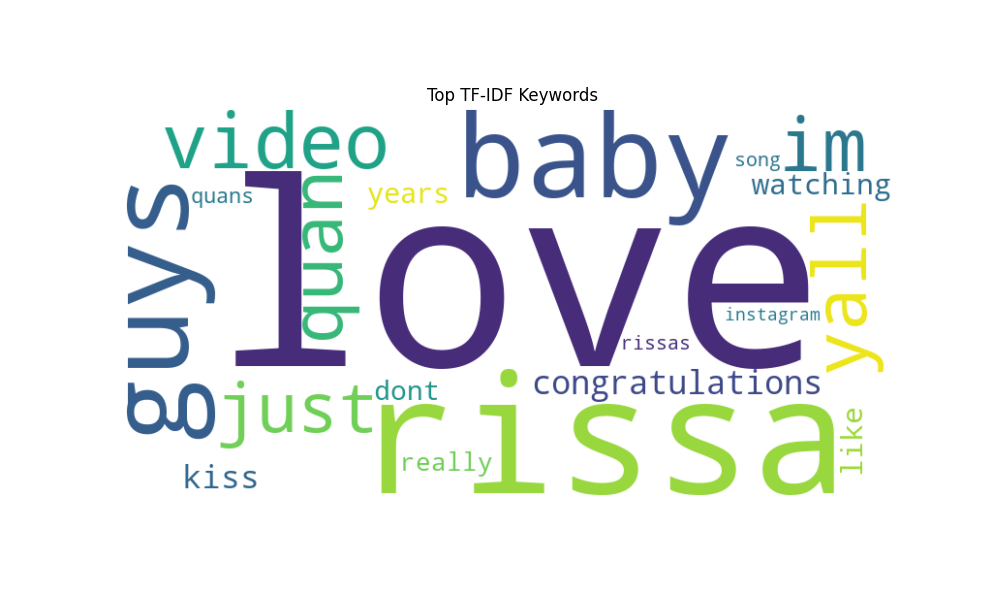 Top TF-IDF Keywords
video
baby
song
im
watching
guys
quans
quan
years
love
yall
instagram
rissas
congratulations
just
dont
rissa
like
really
kiss